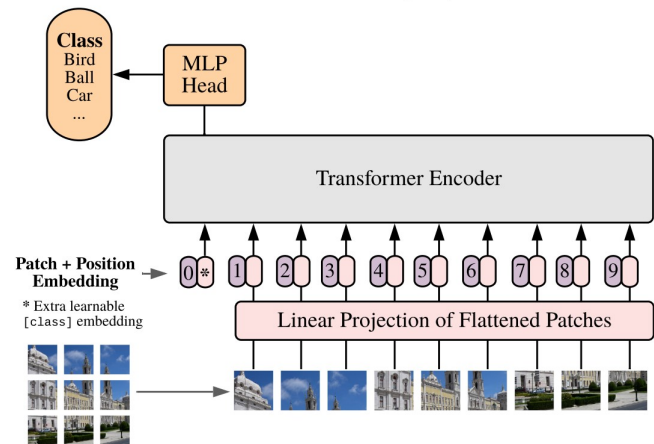 Class
Bird
Ball
Car
...
MLP
Head
Transformer Encoder
Patch + Position
Embedding
0 * 1 2 3 4 5 6 7 8 9
* Extra learnable
[class] embedding
Linear Projection of Flattened Patches